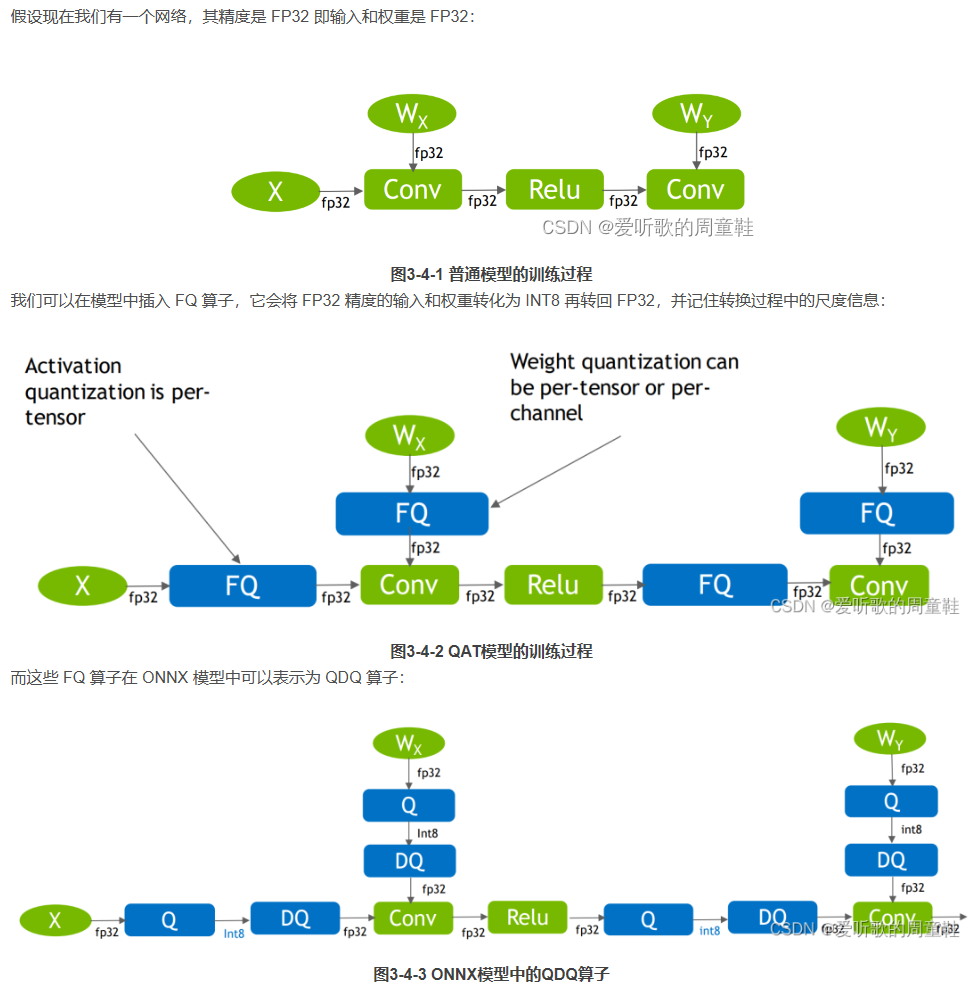 假设现在我们有一个网络，其精度是 FP32 即输入和权重是 FP32：
WX
WY
fp32
fp32
X
Conv
Relu
Conv
fp32
fp32
fp32
CSDN @爱听歌的周童鞋
图3-4-1 普通模型的训练过程
我们可以在模型中插入 FQ 算子，它会将 FP32 精度的输入和权重转化为 INT8 再转回 FP32，并记住转换过程中的尺度信息：
Activation
quantization is per-
tensor
Weight quantization can
be per-tensor or per-
channel
WX
WY
fp32
fp32
FQ
FQ
fp32
fp32
X
FQ
Conv
Relu
FQ
Conv
fp32
fp32
fp32
fp32
fp32
CSDN @爱听歌的周童鞋
图3-4-2 QAT模型的训练过程
而这些 FQ 算子在 ONNX 模型中可以表示为 QDQ 算子：
WX
WY
fp32
fp32
Q
Q
Int8
int8
DQ
DQ
fp32
fp32
X
Q
DQ
Conv
Relu
Q
DQ
Conv
fp32
Int8
fp32
fp32
fp32
int8
fp32
fp32
CSDN @爱听歌的周童鞋
图3-4-3 ONNX模型中的QDQ算子